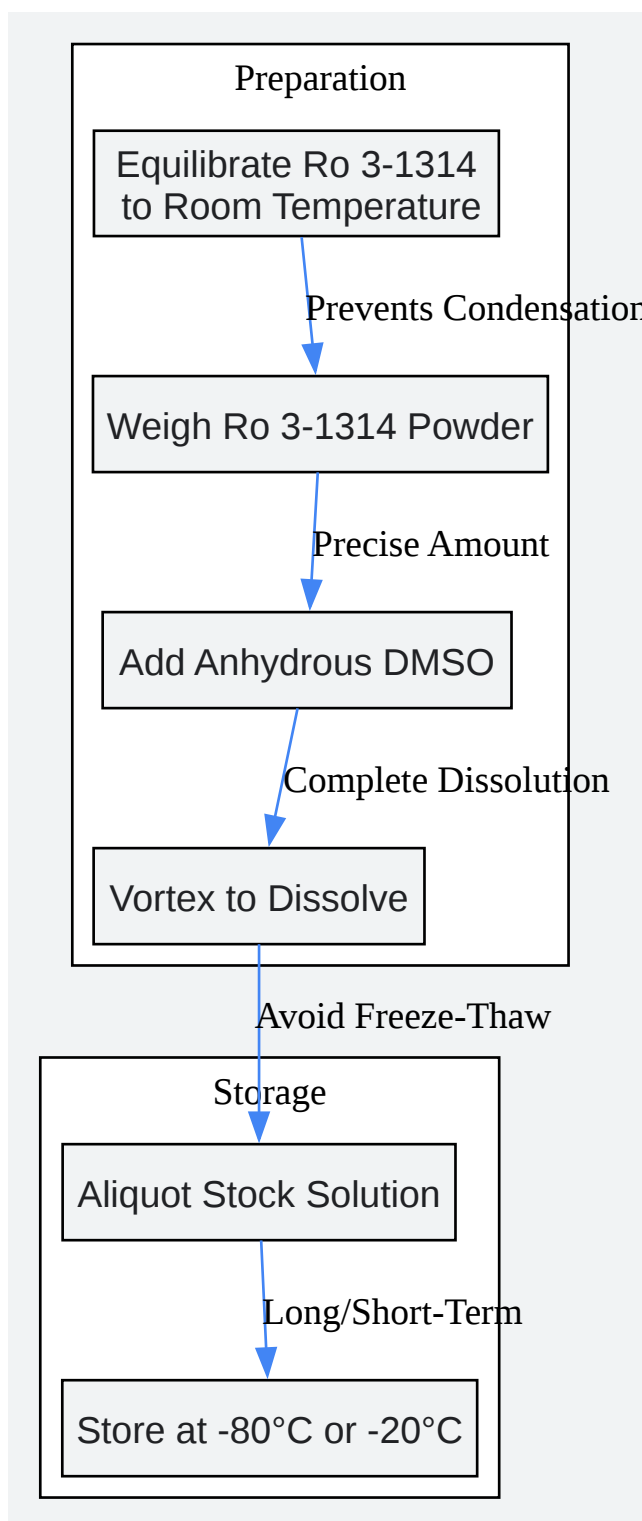 Preparation
Equilibrate Ro 3-1314
to Room Temperature
Prevents Condensation
Weigh Ro 3-1314 Powder
Precise Amount
Add Anhydrous DMSO
Complete Dissolution
Vortex to Dissolve
Avoid Freeze-Thaw
Storage
Aliquot Stock Solution
Long/Short-Term
Store at -80°C or -20°C